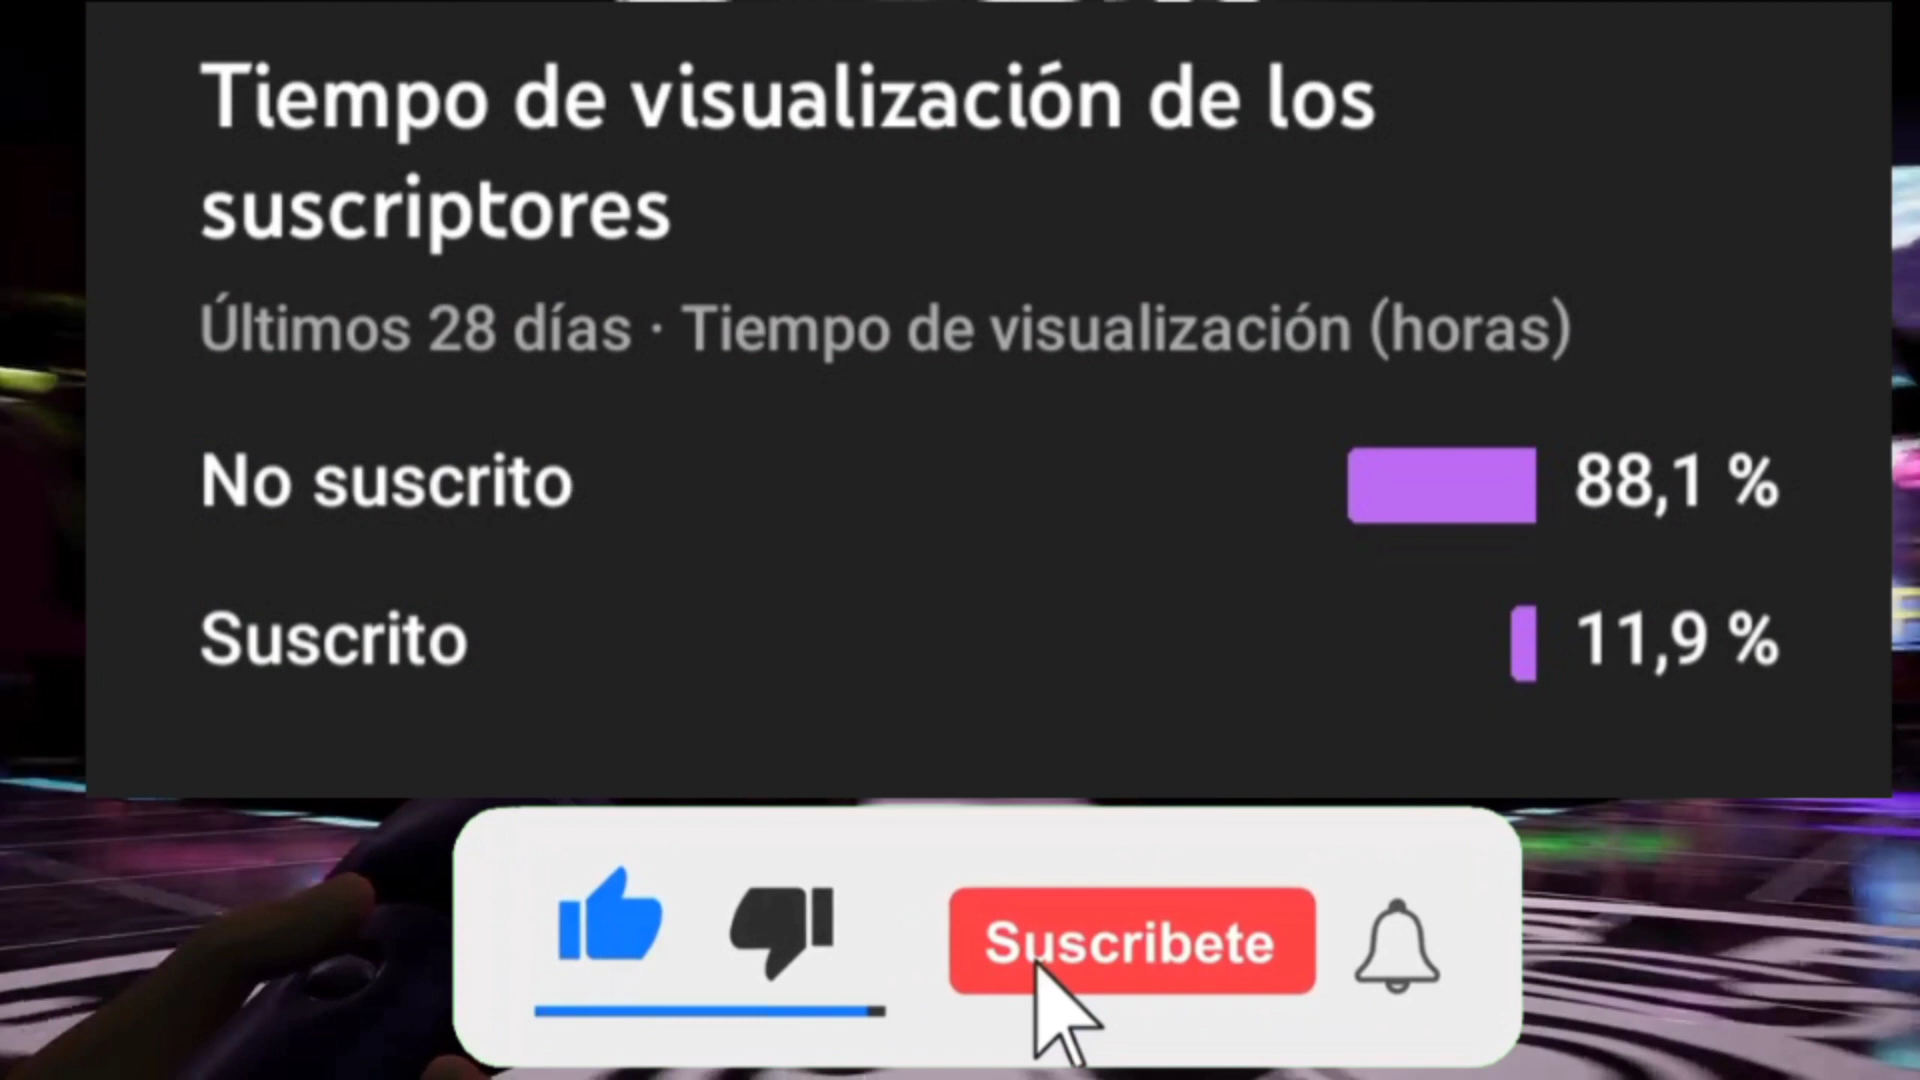 Tiempo de visualización de los
suscriptores
Últimos 28 días · Tiempo de visualización (horas)
No suscrito 88,1 %
Suscrito 11,9 %
Suscribete